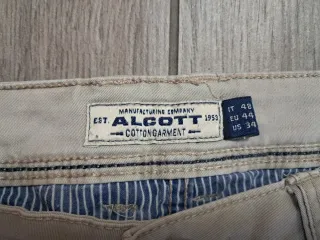 MANUFACTURING COMPANY
EST. ALCOTT 1953
COTTONGARMENT
IT 48
EU 44
US 34